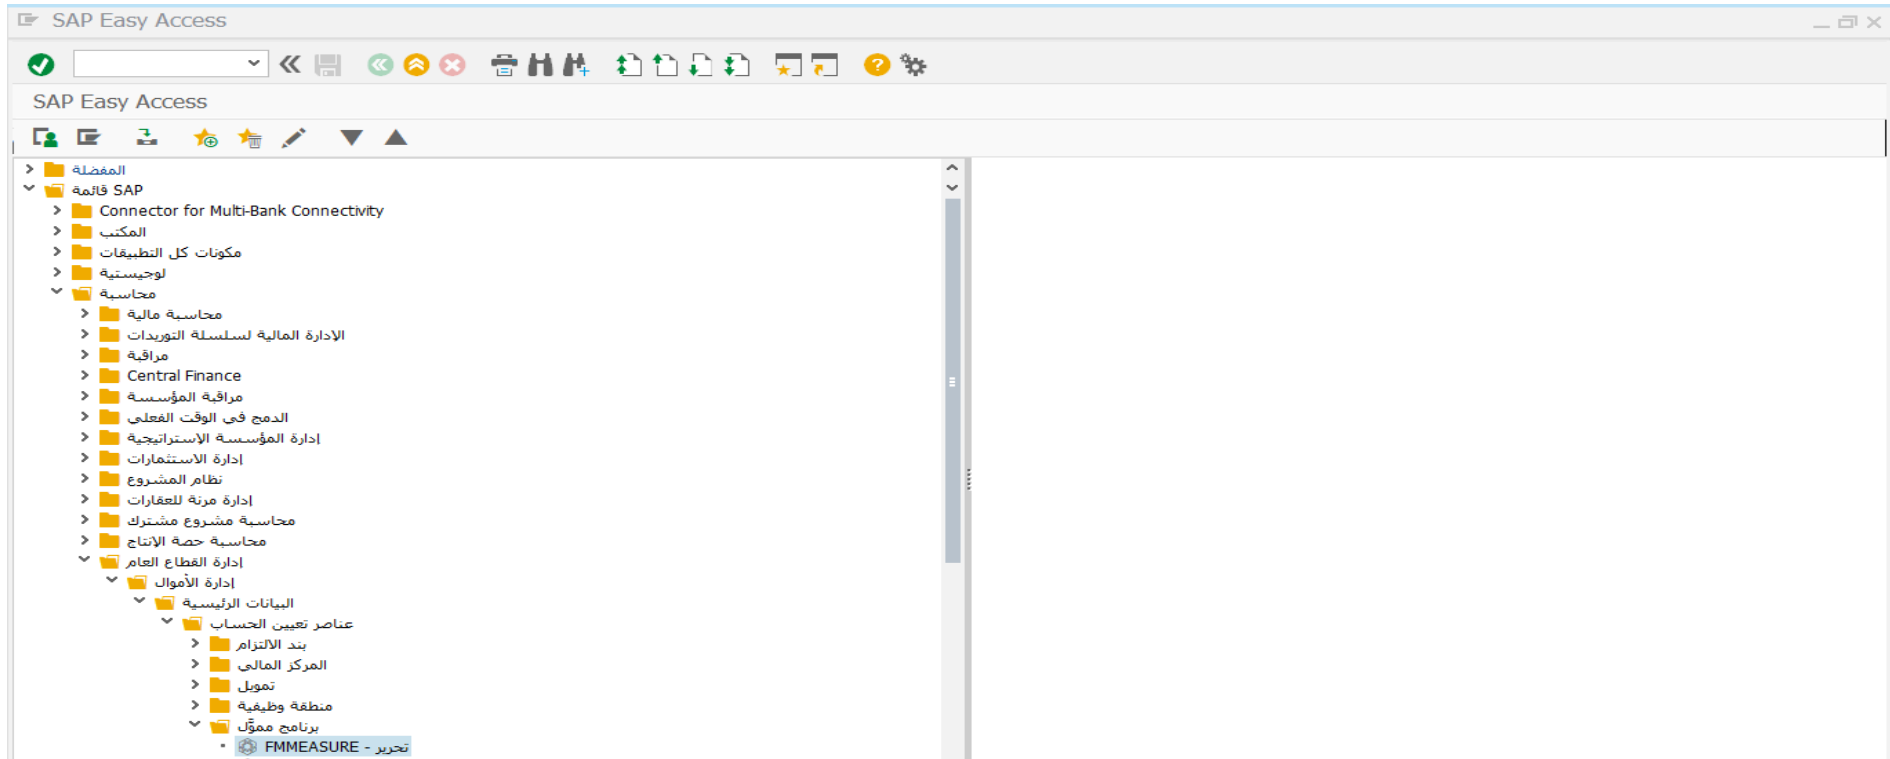 SAP Easy Access
SAP Easy Access
المفضلة
قائمة SAP
Connector for Multi-Bank Connectivity
المكتب
مكونات كل التطبيقات
لوجيستية
محاسبة
محاسبة مالية
الإدارة المالية لسلسلة التوريدات
مراقبة
Central Finance
مراقبة المؤسسة
الدمج في الوقت الفعلي
إدارة المؤسسة الإستراتيجية
إدارة الاستثمارات
نظام المشروع
إدارة مرنة للعقارات
محاسبة مشروع مشترك
محاسبة حصة الإنتاج
إدارة القطاع العام
إدارة الأموال
البيانات الرئيسية
عناصر تعيين الحساب
بند الالتزام
المركز المالي
تمويل
منطقة وظيفية
برنامج مموَّل
FMMEASURE - تحرير